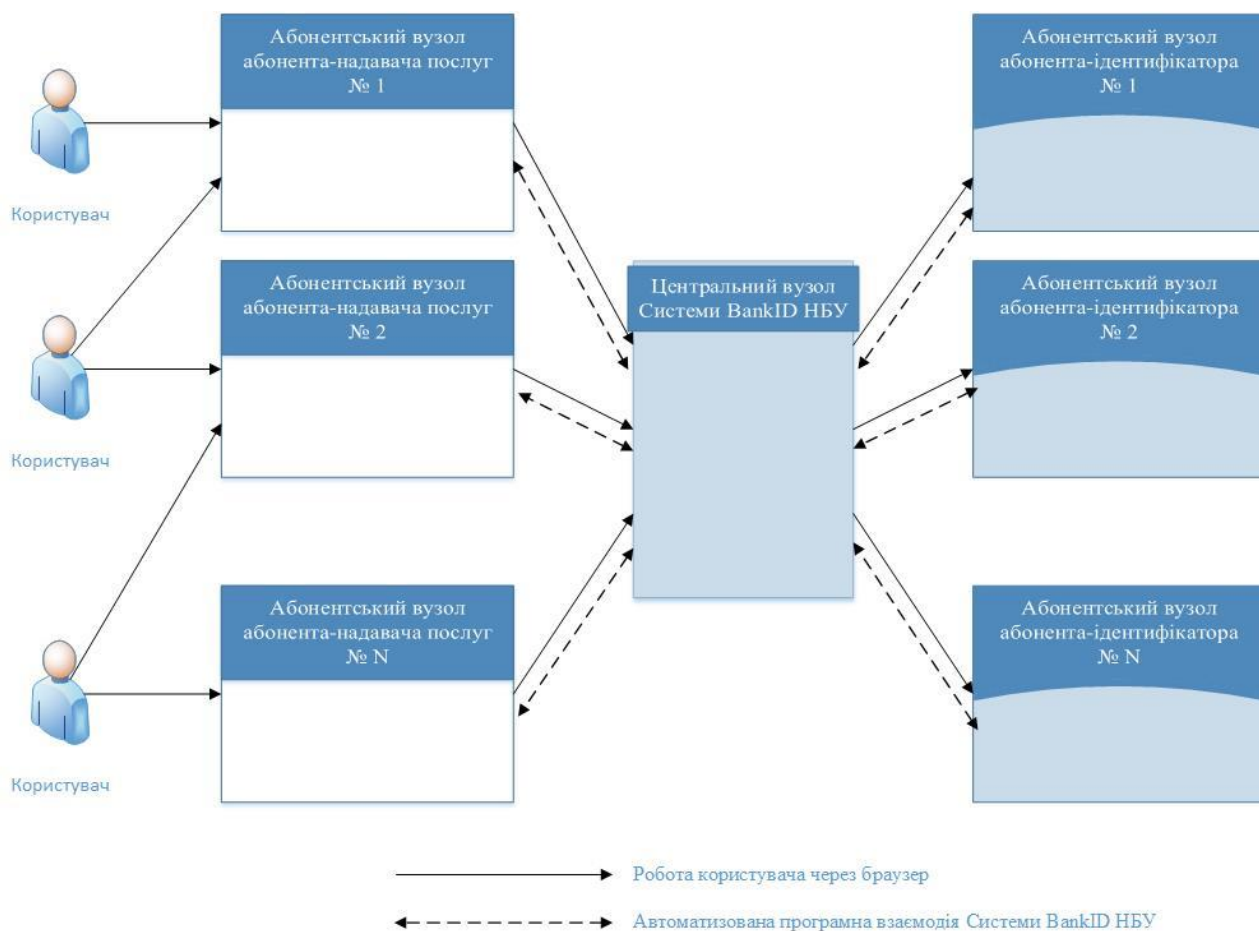 Абонентський вузол
абонента-надавача послуг
№ 1
Абонентський вузол
абонента-ідентифікатора
№ 1
Користувач
Абонентський вузол
абонента-надавача послуг
№ 2
Центральний вузол
Системи BankID НБУ
Абонентський вузол
абонента-ідентифікатора
№ 2
Користувач
Абонентський вузол
абонента-надавача послуг
№ N
Абонентський вузол
абонента-ідентифікатора
№ N
Користувач
Робота користувача через браузер
Автоматизована програмна взаємодія Системи BankID НБУ